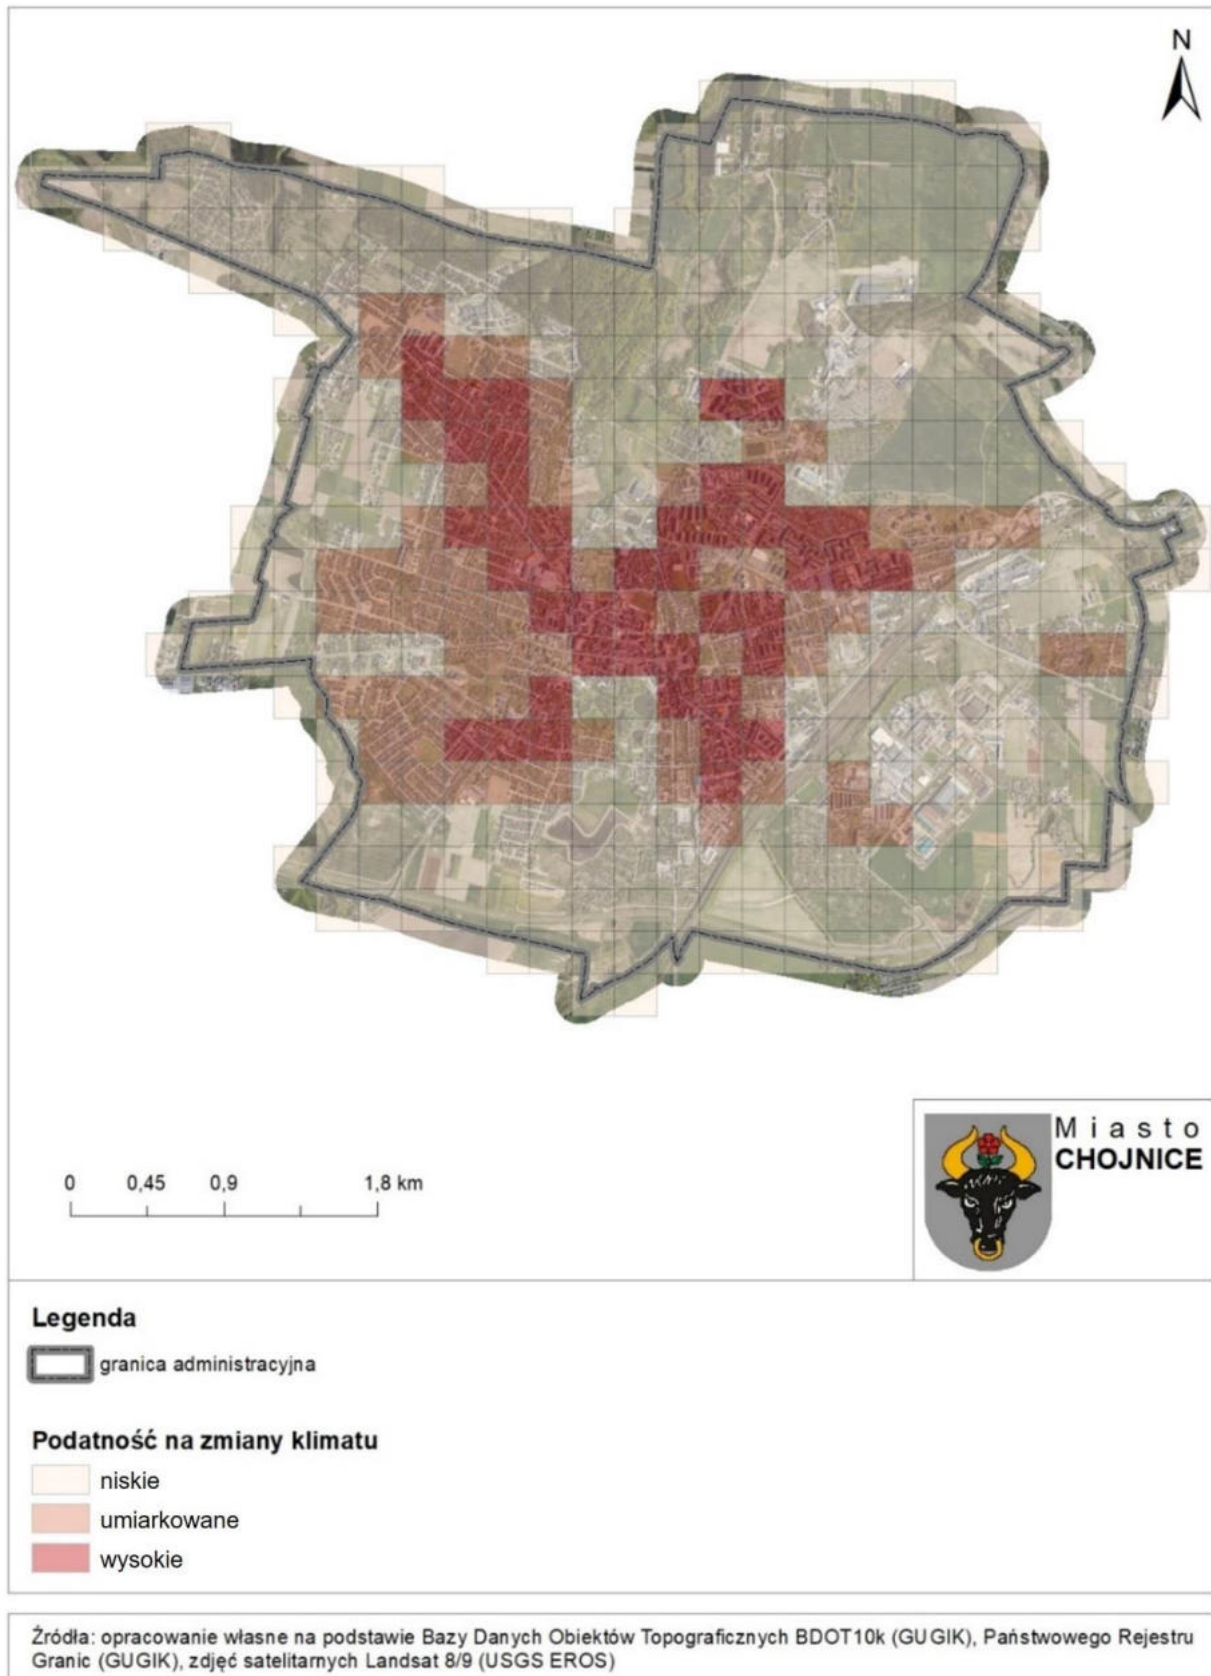 N
0 0,45 0,9 1,8 km
Miasto
CHOJNICE
Legenda
granica administracyjna
Podatność na zmiany klimatu
niskie
umiarkowane
wysokie
Źródła: opracowanie własne na podstawie Bazy Danych Obiektów Topograficznych BDOT10k (GUGIK), Państwowego Rejestru
Granic (GUGIK), zdjęć satelitarnych Landsat 8/9 (USGS EROS)